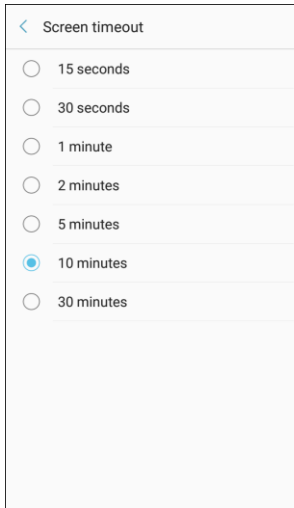 Screen timeout
15 seconds
30 seconds
1 minute
2 minutes
5 minutes
10 minutes
30 minutes